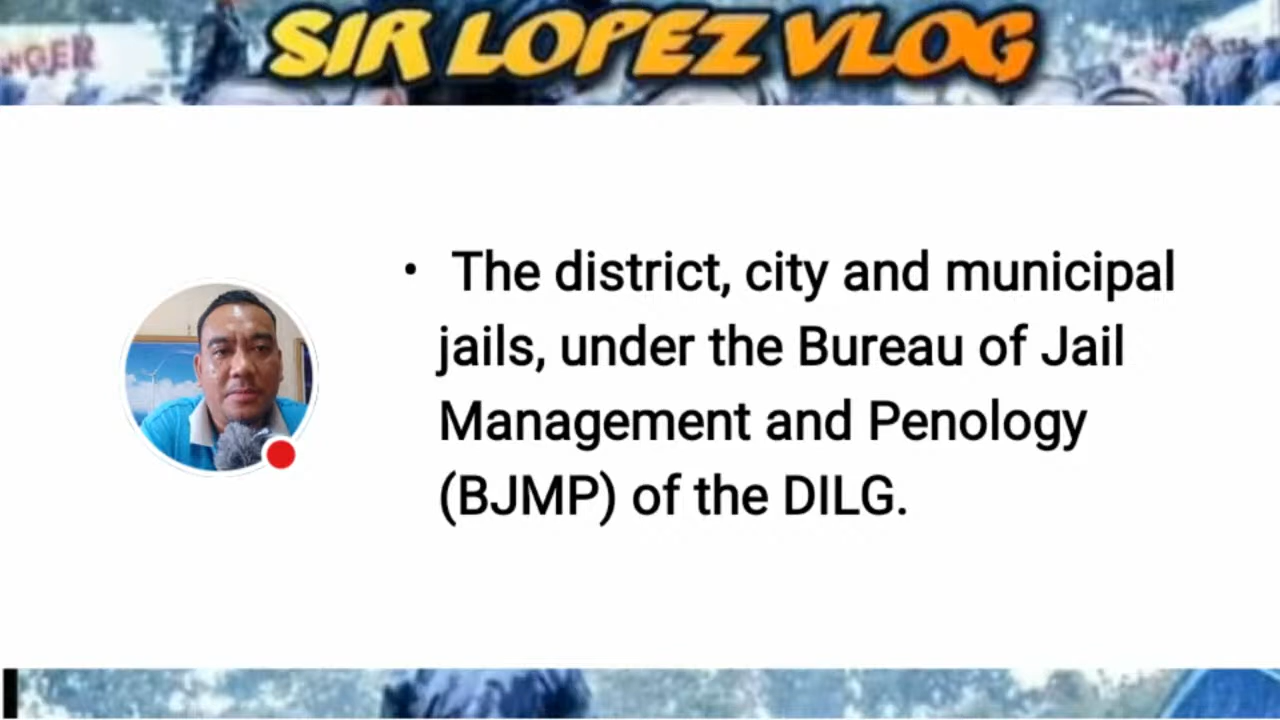 SIR LOPEZ VLOG
• The district, city and municipal
jails, under the Bureau of Jail
Management and Penology
(BJMP) of the DILG.